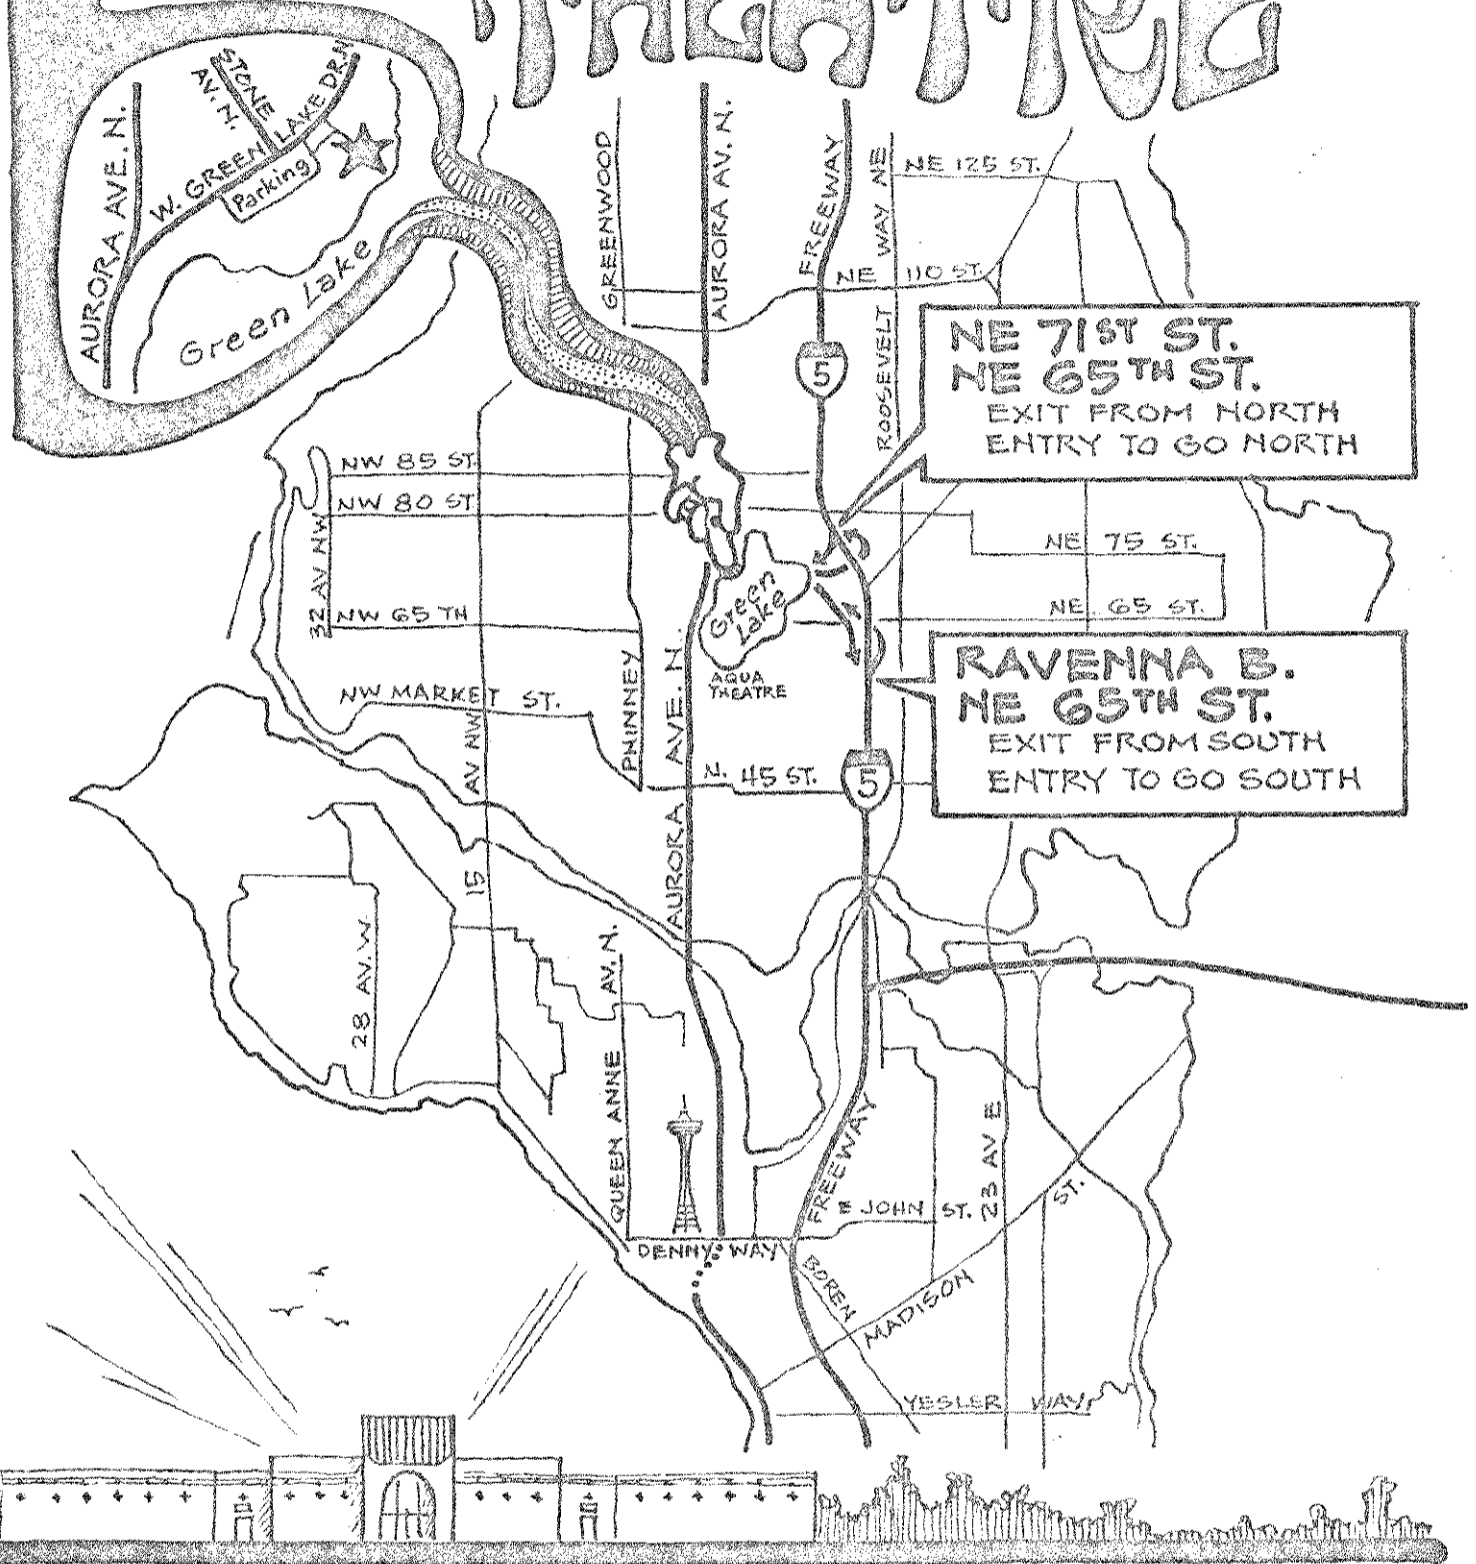 THEATRE
AURORA AVE. N.
STONE
AV. N.
W. GREEN LAKE DR. N
Parking
Green Lake
GREENWOOD
AURORA AV. N.
FREEWAY
ROOSEVELT WAY NE
NE 125 ST.
NE 110 ST.
5
NE 71ST ST.
NE 65TH ST.
EXIT FROM NORTH
ENTRY TO GO NORTH
NW 85 ST.
NW 80 ST.
32 AV NW
NW 65 TH
NE 75 ST.
NE 65 ST.
Green
Lake
AQUA
THEATRE
RAVENNA B.
NE 65TH ST.
EXIT FROM SOUTH
ENTRY TO GO SOUTH
NW MARKET ST.
PHINNEY
AURORA AVE. N.
15 AV NW
N. 45 ST.
5
28 AV. W.
QUEEN ANNE AV. N.
FREEWAY
E JOHN ST.
23 AV E
DENNY WAY
BOREN
MADISON ST.
YESLER WAY